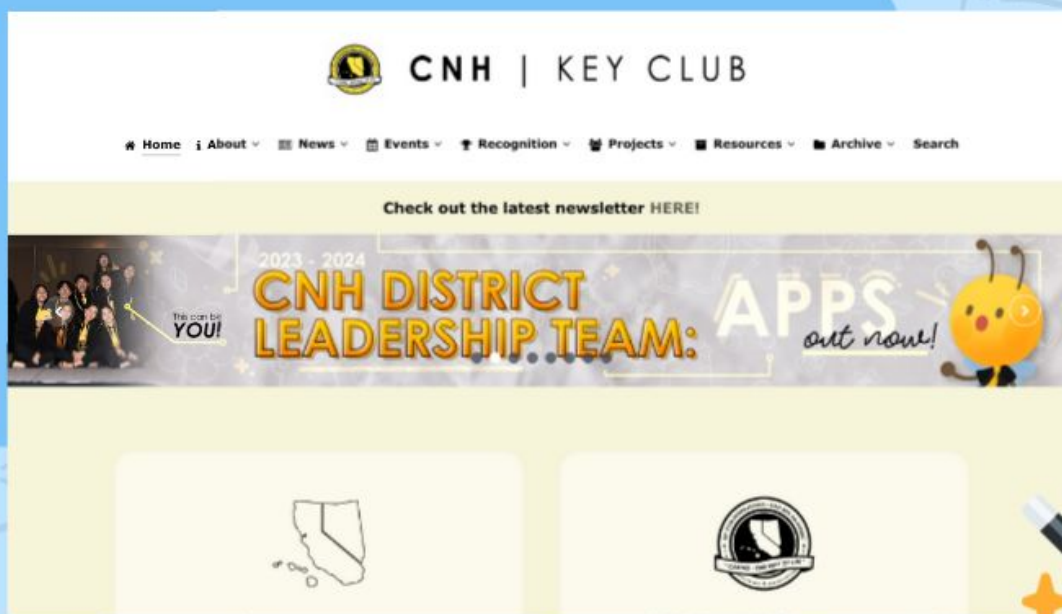 CNH | KEY CLUB
Home About News Events Recognition Projects Resources Archive Search
Check out the latest newsletter HERE!
2023 - 2024
CNH DISTRICT
LEADERSHIP TEAM:
This can be
YOU!
APPS
out now!